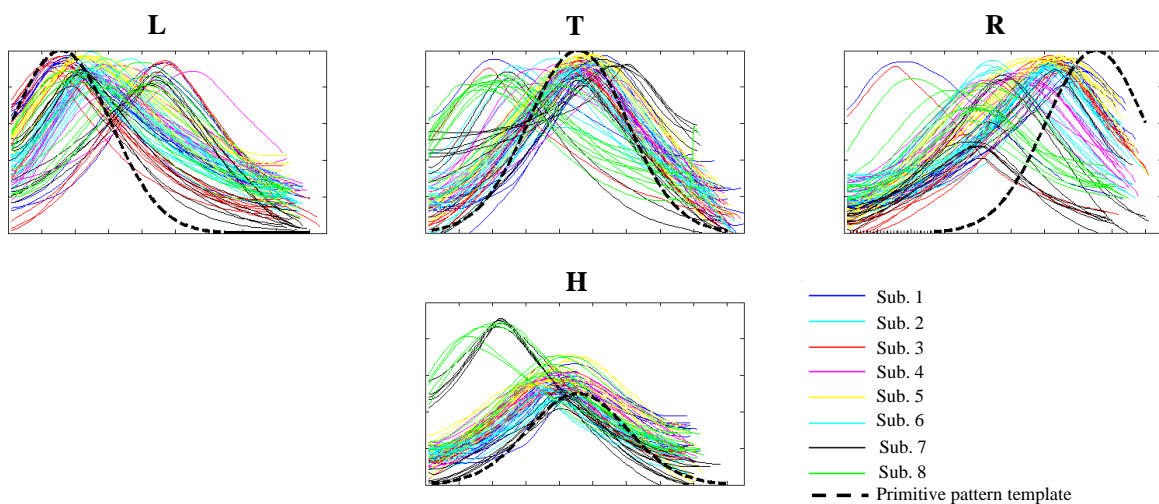 L
T
R
H
Sub. 1
Sub. 2
Sub. 3
Sub. 4
Sub. 5
Sub. 6
Sub. 7
Sub. 8
Primitive pattern template